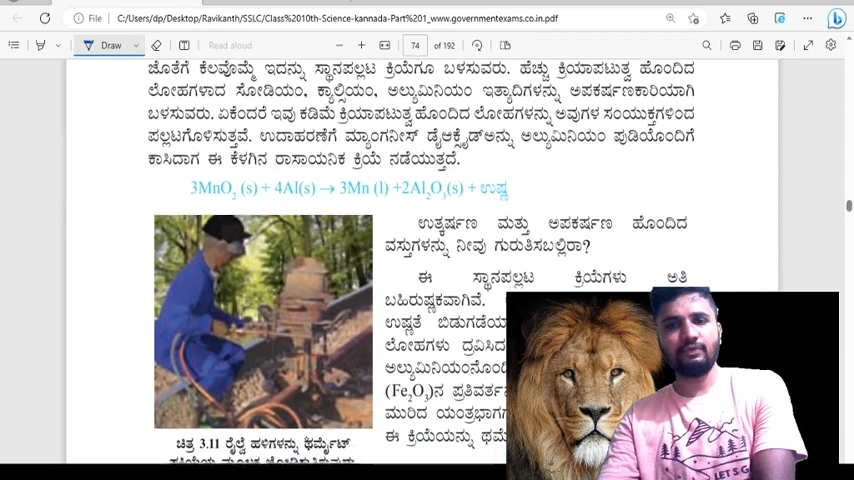 File
C:/Users/dp/Desktop/Ravikanth/SSLC/Class%2010th-Science-kannada-Part%201_www.governmentexams.co.in.pdf
Draw
Read aloud
74
of 192
ಜೊತೆಗೆ ಕೆಲವೊಮ್ಮೆ ಇದನ್ನು ಸ್ಥಾನಪಲ್ಲಟ ಕ್ರಿಯೆಗೂ ಬಳಸುವರು. ಹೆಚ್ಚು ಕ್ರಿಯಾಪಟುತ್ವ ಹೊಂದಿದ
ಲೋಹಗಳಾದ ಸೋಡಿಯಂ, ಕ್ಯಾಲ್ಸಿಯಂ, ಅಲ್ಯುಮಿನಿಯಂ ಇತ್ಯಾದಿಗಳನ್ನು ಅಪಕರ್ಷಣಕಾರಿಯಾಗಿ
ಬಳಸುವರು. ಏಕೆಂದರೆ ಇವು ಕಡಿಮೆ ಕ್ರಿಯಾಪಟುತ್ವ ಹೊಂದಿದ ಲೋಹಗಳನ್ನು ಅವುಗಳ ಸಂಯುಕ್ತಗಳಿಂದ
ಪಲ್ಲಟಗೊಳಿಸುತ್ತವೆ. ಉದಾಹರಣೆಗೆ ಮ್ಯಾಂಗನೀಸ್ ಡೈಆಕ್ಸೈಡ್‌ಅನ್ನು ಅಲ್ಯುಮಿನಿಯಂ ಪುಡಿಯೊಂದಿಗೆ
ಕಾಸಿದಾಗ ಈ ಕೆಳಗಿನ ರಾಸಾಯನಿಕ ಕ್ರಿಯೆ ನಡೆಯುತ್ತದೆ.
3MnO₂ (s) + 4Al(s) → 3Mn (l) +2Al₂O₃(s) + ಉಷ್ಣ
ಉತ್ಕರ್ಷಣ ಮತ್ತು ಅಪಕರ್ಷಣ ಹೊಂದಿದ
ವಸ್ತುಗಳನ್ನು ನೀವು ಗುರುತಿಸಬಲ್ಲಿರಾ?
ಈ ಸ್ಥಾನಪಲ್ಲಟ ಕ್ರಿಯೆಗಳು ಅತಿ
ಬಹಿರುಷ್ಣಕವಾಗಿವೆ.
ಉಷ್ಣತೆ ಬಿಡುಗಡೆಯ
ಲೋಹಗಳು ದ್ರವಿಸಿದ
ಅಲ್ಯುಮಿನಿಯಂನೊಂದಿ
(Fe₂O₃)ನ ಪ್ರತಿವರ್ತ
ಮುರಿದ ಯಂತ್ರಭಾಗಗ
ಈ ಕ್ರಿಯೆಯನ್ನು ಥರ್ಮೈ
ಚಿತ್ರ 3.11 ರೈಲ್ವೆ ಹಳಿಗಳನ್ನು ಥರ್ಮೈಟ್
LET'S G